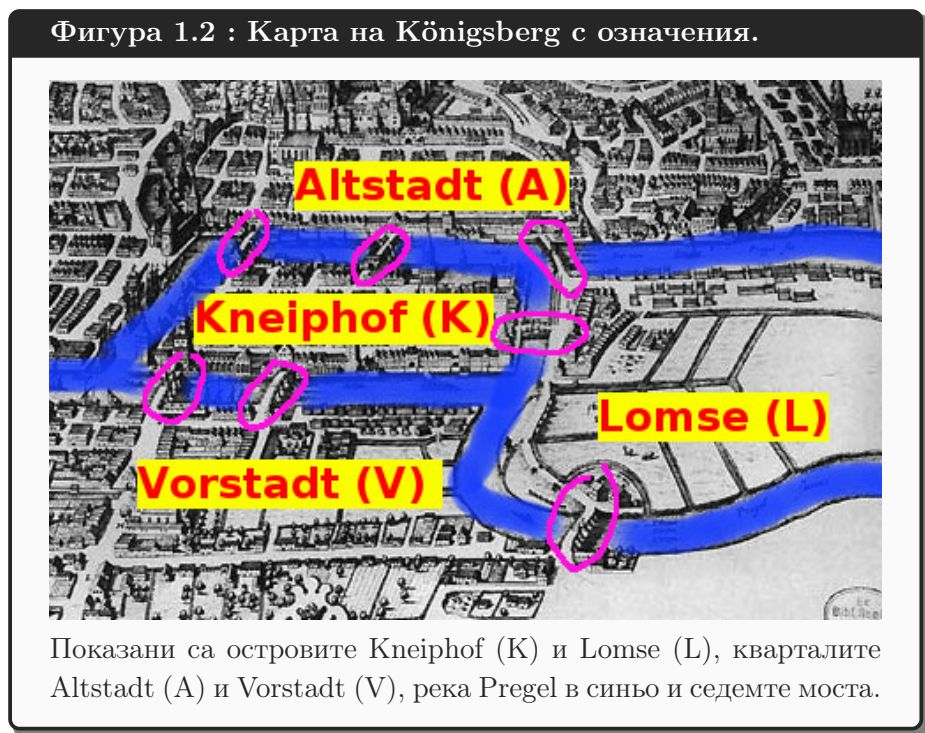 Фигура 1.2 : Карта на Königsberg с означения.
Altstadt (A)
Kneiphof (K)
Lomse (L)
Vorstadt (V)
Pregel
Показани са островите Kneiphof (K) и Lomse (L), кварталите
Altstadt (A) и Vorstadt (V), река Pregel в синьо и седемте моста.